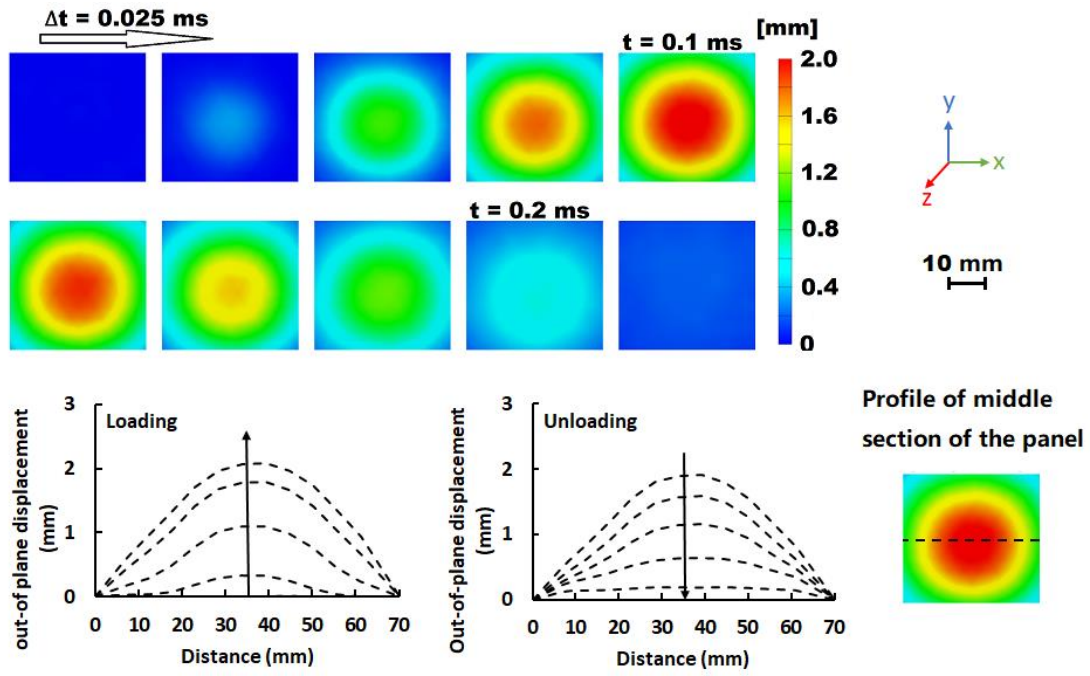 Δt = 0.025 ms
t = 0.1 ms
[mm]
2.0
1.6
1.2
0.8
0.4
0
y
x
z
10 mm
t = 0.2 ms
Loading
out-of plane displacement
(mm)
3
2
1
0
0 10 20 30 40 50 60 70
Distance (mm)
Unloading
Out-of-plane displacement
(mm)
3
2
1
0
0 10 20 30 40 50 60 70
Distance (mm)
Profile of middle
section of the panel